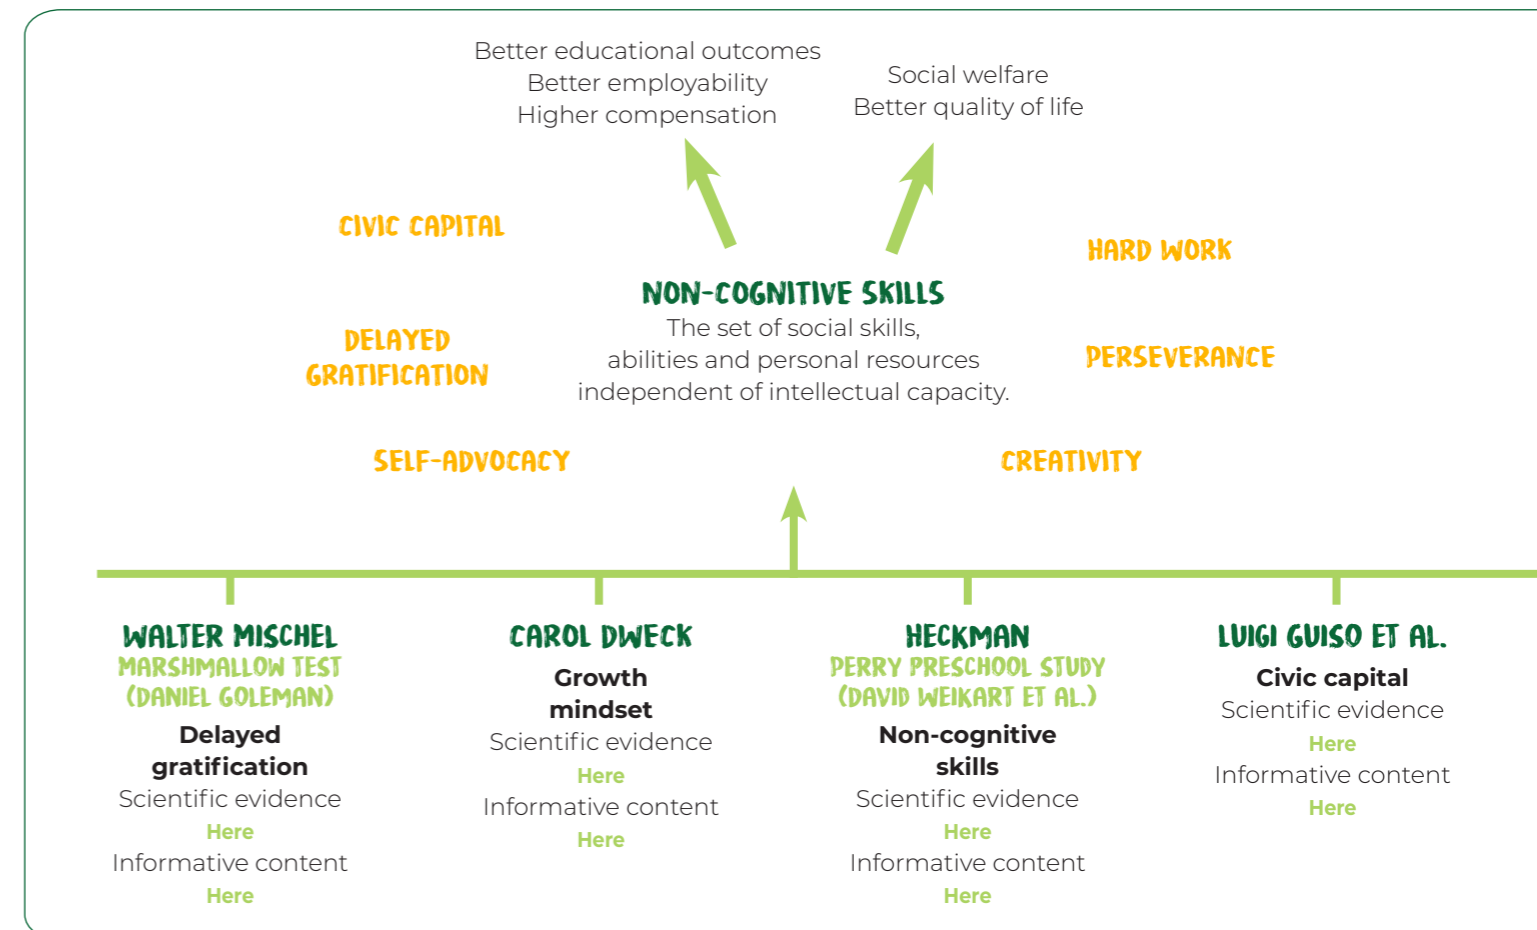 Better educational outcomes
Better employability
Higher compensation
Social welfare
Better quality of life
CIVIC CAPITAL
HARD WORK
NON-COGNITIVE SKILLS
The set of social skills,
abilities and personal resources
independent of intellectual capacity.
DELAYED
GRATIFICATION
PERSEVERANCE
SELF-ADVOCACY
CREATIVITY
WALTER MISCHEL
MARSHMALLOW TEST
(DANIEL GOLEMAN)
Delayed
gratification
Scientific evidence
Here
Informative content
Here
CAROL DWECK
Growth
mindset
Scientific evidence
Here
Informative content
Here
HECKMAN
PERRY PRESCHOOL STUDY
(DAVID WEIKART ET AL.)
Non-cognitive
skills
Scientific evidence
Here
Informative content
Here
LUIGI GUISO ET AL.
Civic capital
Scientific evidence
Here
Informative content
Here